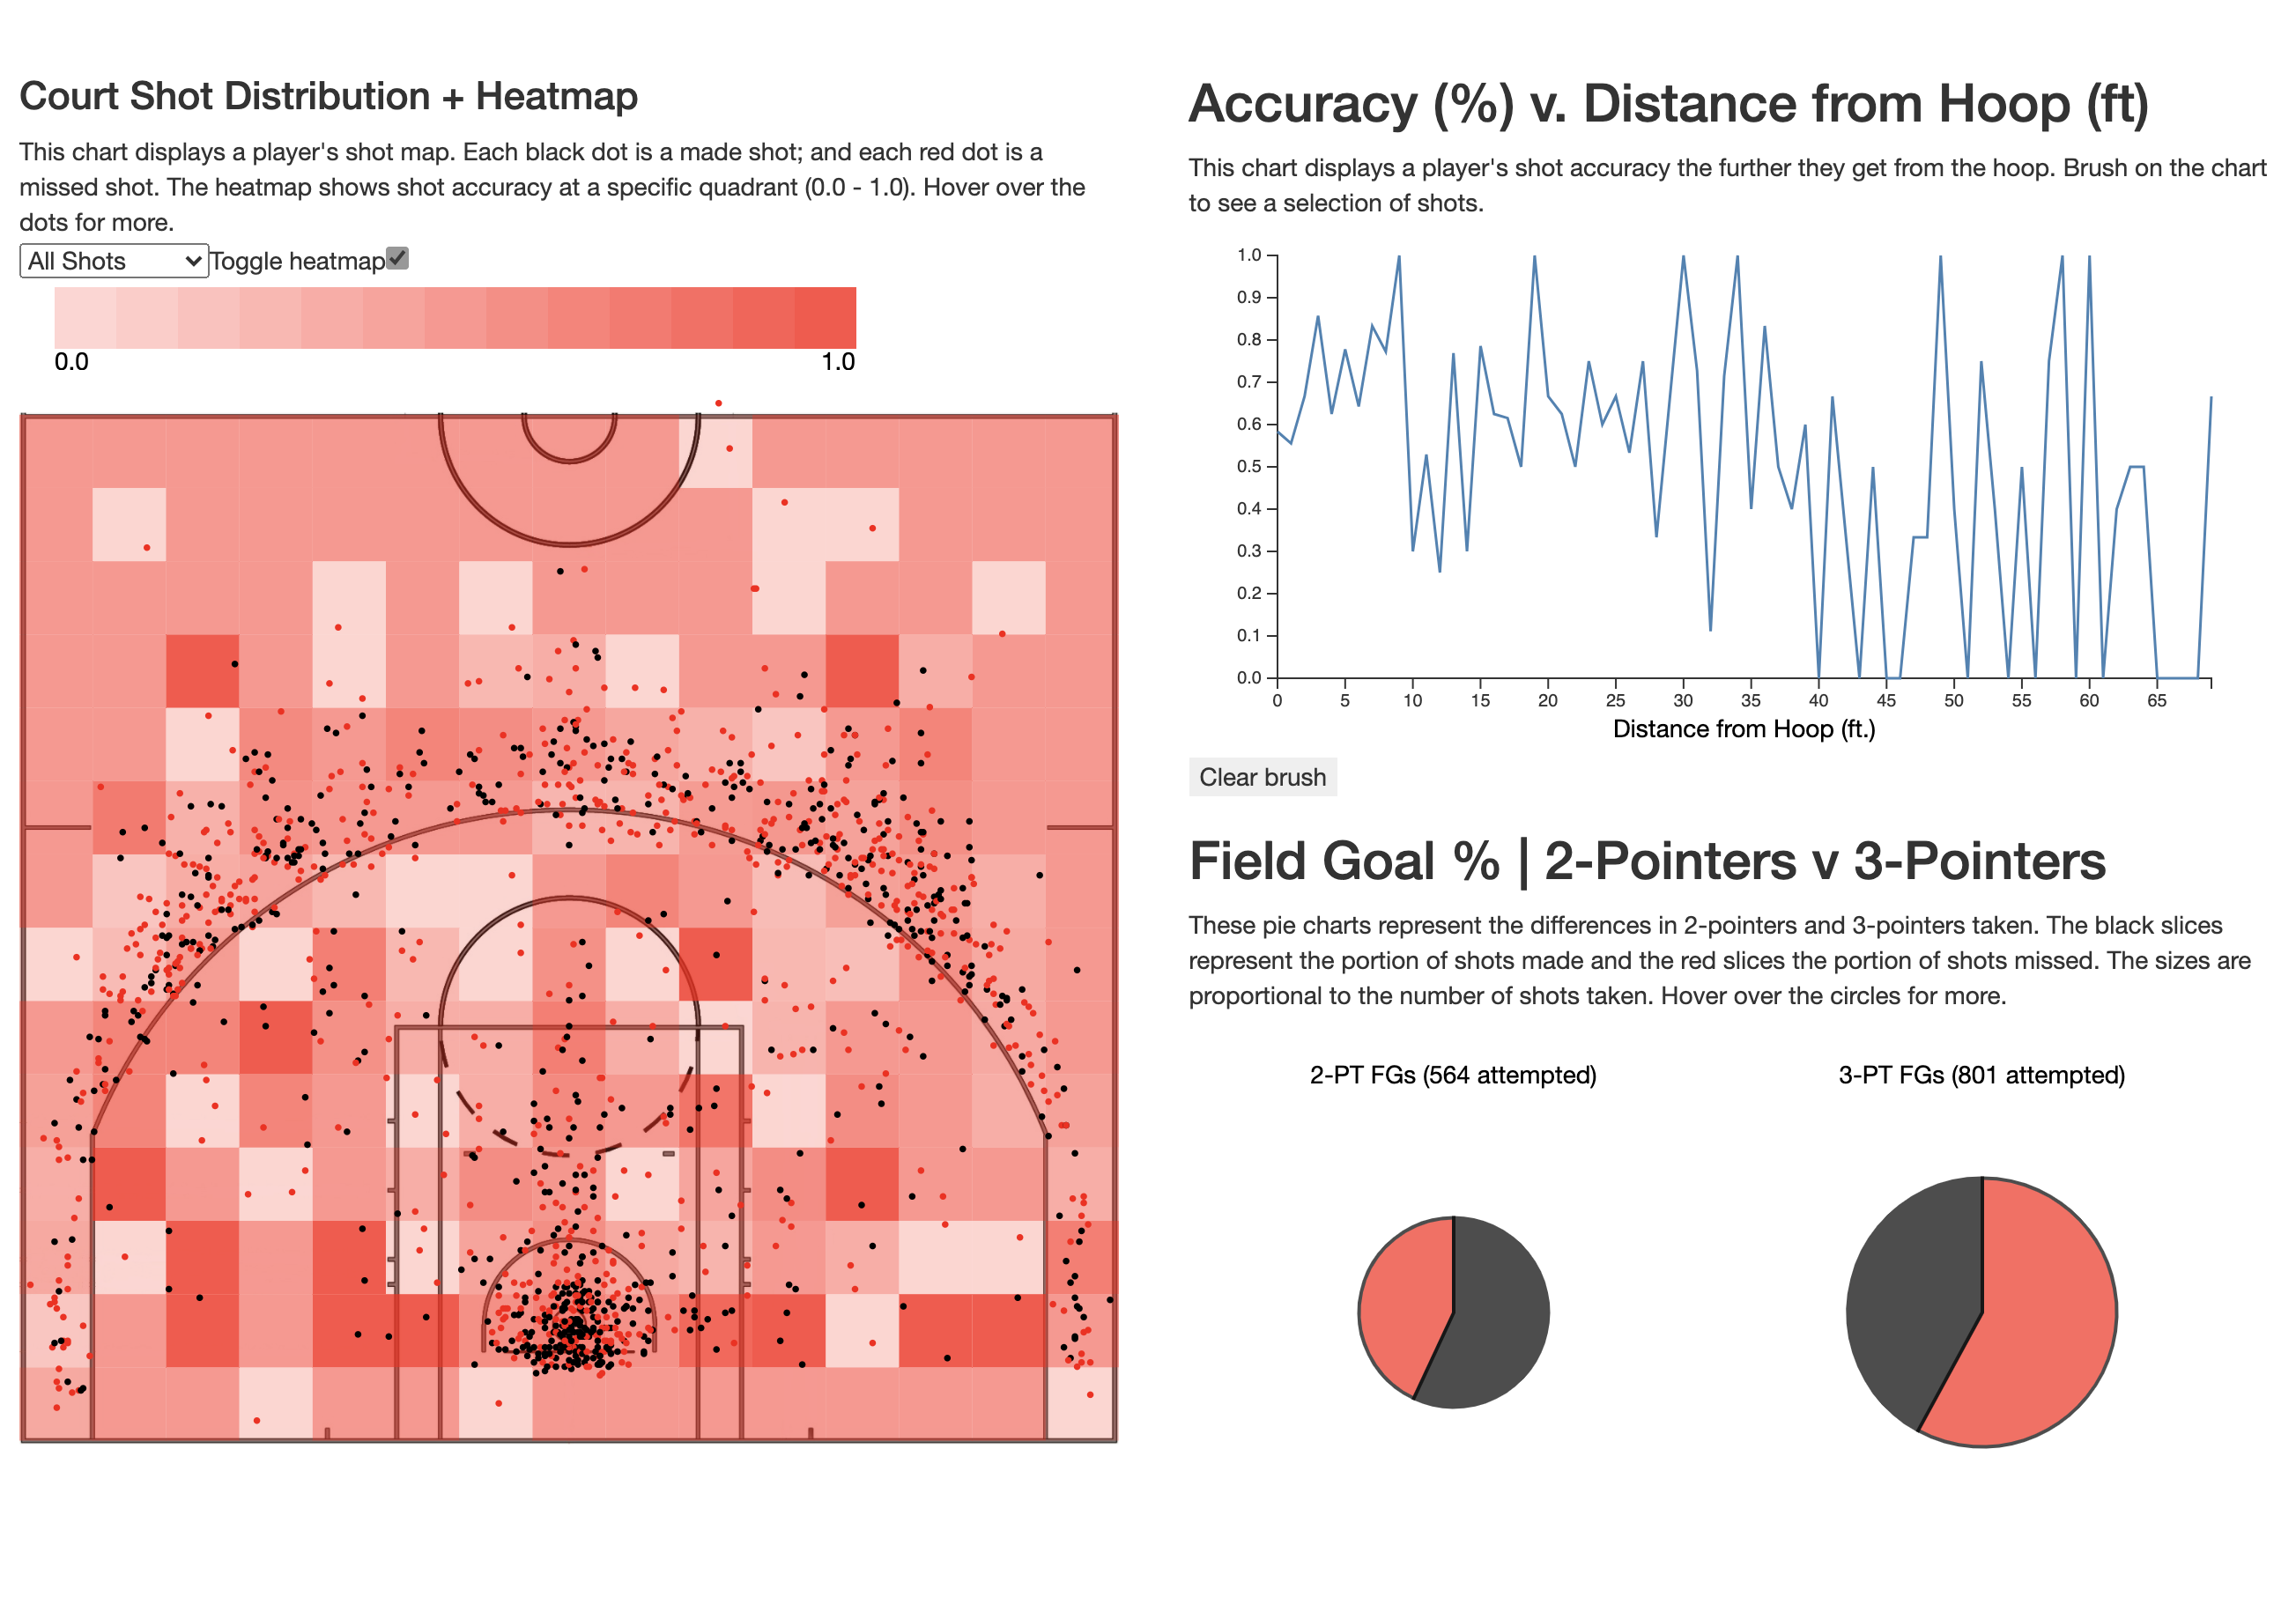 Court Shot Distribution + Heatmap
This chart displays a player's shot map. Each black dot is a made shot; and each red dot is a
missed shot. The heatmap shows shot accuracy at a specific quadrant (0.0 - 1.0). Hover over the
dots for more.
All Shots Toggle heatmap
0.0 1.0
Accuracy (%) v. Distance from Hoop (ft)
This chart displays a player's shot accuracy the further they get from the hoop. Brush on the chart
to see a selection of shots.
1.0
0.9
0.8
0.7
0.6
0.5
0.4
0.3
0.2
0.1
0.0
0 5 10 15 20 25 30 35 40 45 50 55 60 65
Distance from Hoop (ft.)
Clear brush
Field Goal % | 2-Pointers v 3-Pointers
These pie charts represent the differences in 2-pointers and 3-pointers taken. The black slices
represent the portion of shots made and the red slices the portion of shots missed. The sizes are
proportional to the number of shots taken. Hover over the circles for more.
2-PT FGs (564 attempted) 3-PT FGs (801 attempted)